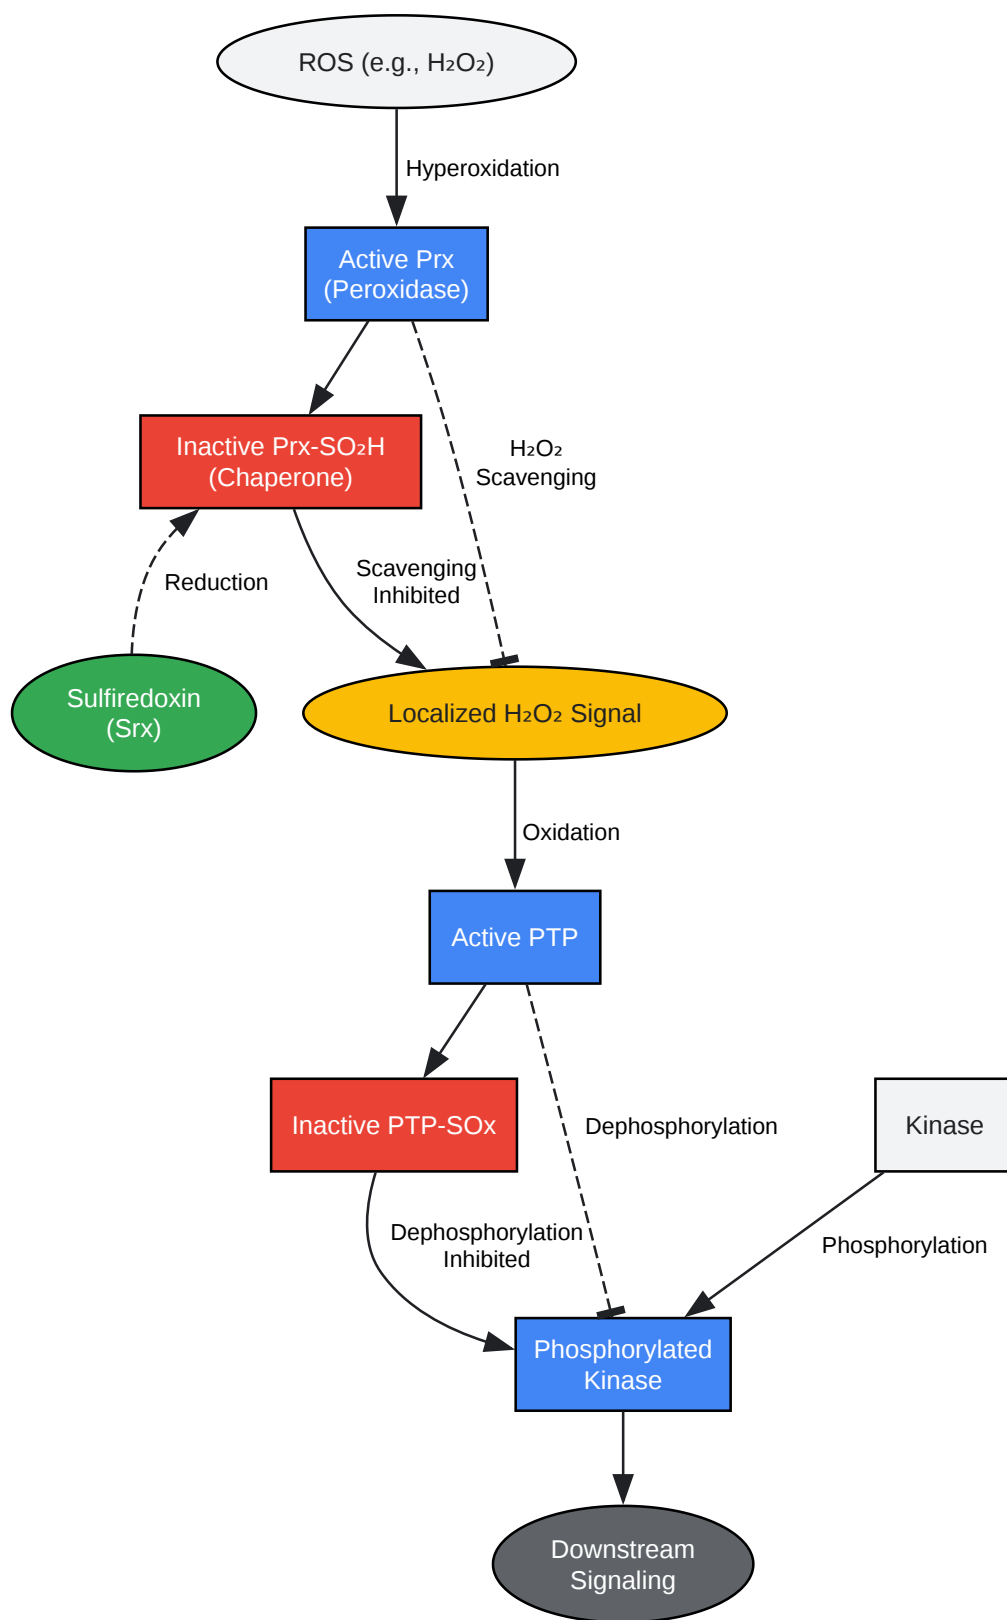 ROS (e.g., H₂O₂)
Hyperoxidation
Active Prx
(Peroxidase)
Inactive Prx-SO₂H
(Chaperone)
H₂O₂
Scavenging
Scavenging
Inhibited
Reduction
Sulfiredoxin
(Srx)
Localized H₂O₂ Signal
Oxidation
Active PTP
Inactive PTP-SOx
Dephosphorylation
Kinase
Dephosphorylation
Inhibited
Phosphorylation
Phosphorylated
Kinase
Downstream
Signaling